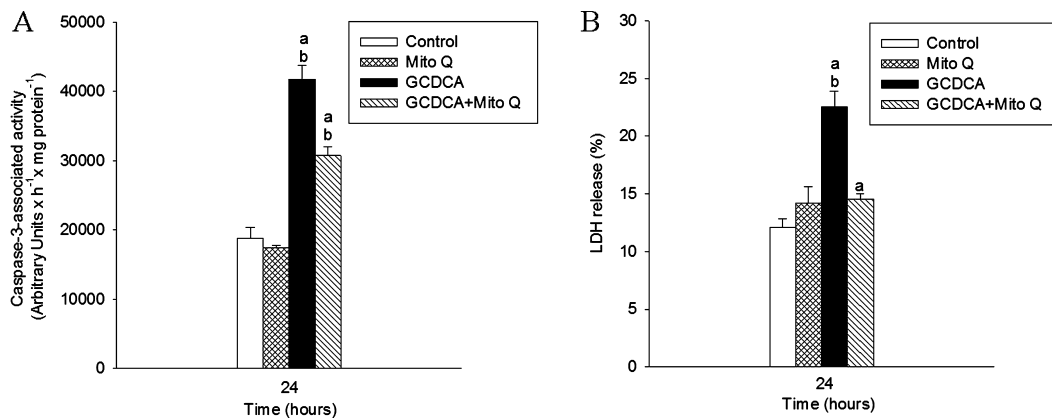 A
Caspase-3-associated activity
(Arbitrary Units x h⁻¹x mg protein⁻¹)
50000
40000
30000
20000
10000
0
a
b
a
b
Control
Mito Q
GCDCA
GCDCA+Mito Q
24
Time (hours)
B
LDH release (%)
30
25
20
15
10
5
0
a
b
a
Control
Mito Q
GCDCA
GCDCA+Mito Q
24
Time (hours)